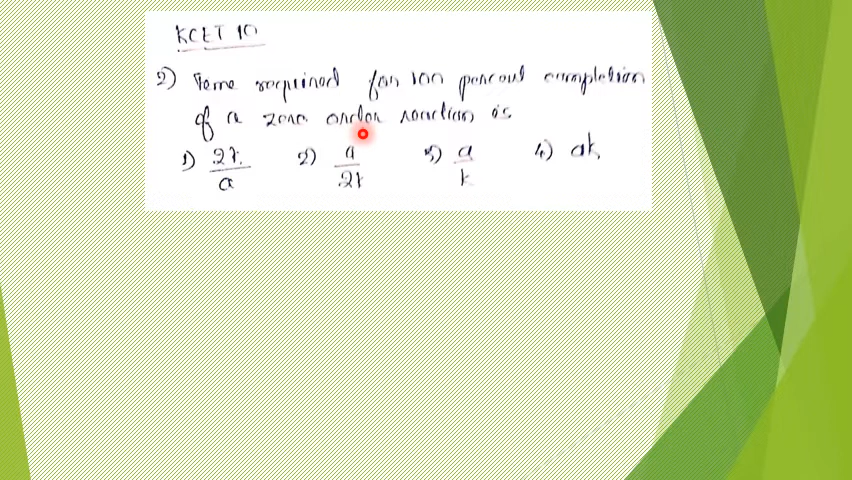 KCET 10
2) Time required for 100 percent completion
of a zero order reaction is
1) 2k/a 2) a/2k 3) a/k 4) ak